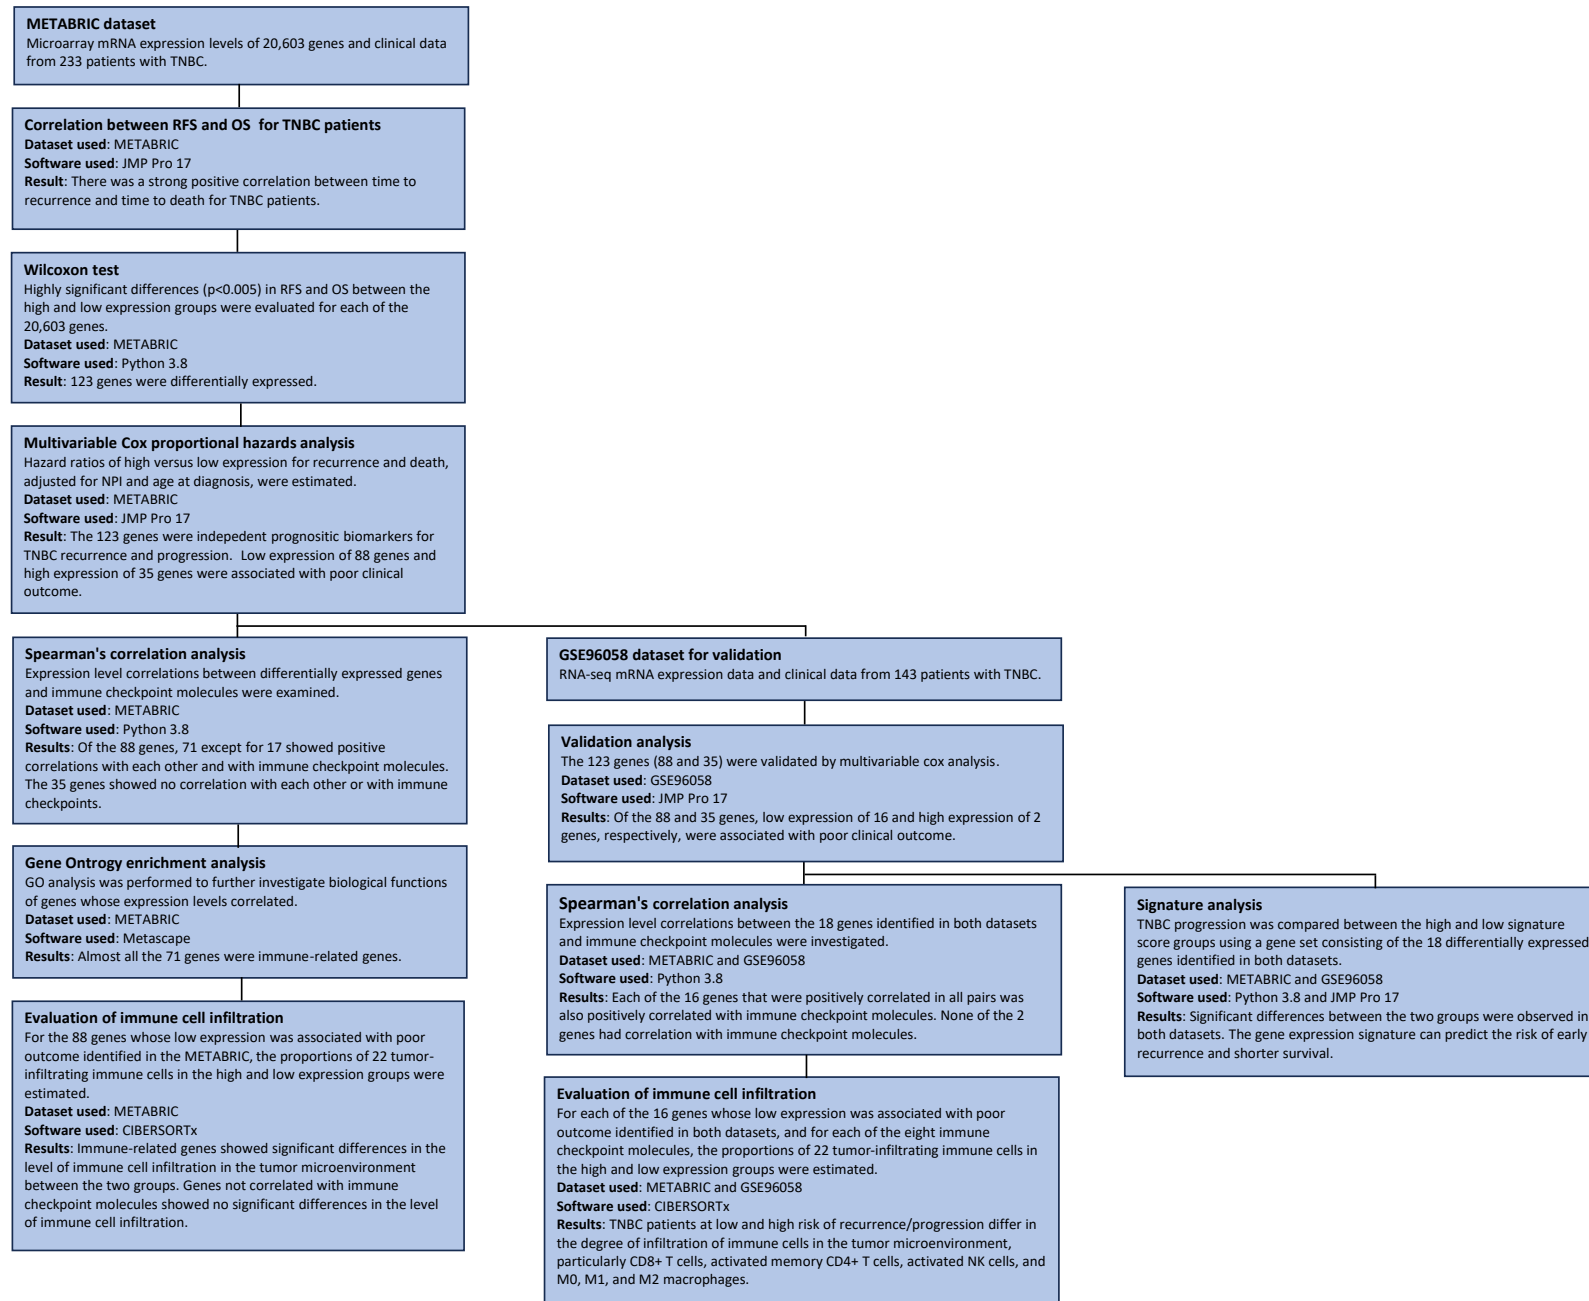 METABRIC dataset
Microarray mRNA expression levels of 20,603 genes and clinical data
from 233 patients with TNBC.
Correlation between RFS and OS  for TNBC patients
Dataset used: METABRIC
Software used: JMP Pro 17
Result: There was a strong positive correlation between time to
recurrence and time to death for TNBC patients.
Wilcoxon test
Highly significant differences (p<0.005) in RFS and OS between the
high and low expression groups were evaluated for each of the
20,603 genes.
Dataset used: METABRIC
Software used: Python 3.8
Result: 123 genes were differentially expressed.
Multivariable Cox proportional hazards analysis
Hazard ratios of high versus low expression for recurrence and death,
adjusted for NPI and age at diagnosis, were estimated.
Dataset used: METABRIC
Software used: JMP Pro 17
Result: The 123 genes were indepedent prognositic biomarkers for
TNBC recurrence and progression.  Low expression of 88 genes and
high expression of 35 genes were associated with poor clinical
outcome.
Spearman's correlation analysis
Expression level correlations between differentially expressed genes
and immune checkpoint molecules were examined.
Dataset used: METABRIC
Software used: Python 3.8
Results: Of the 88 genes, 71 except for 17 showed positive
correlations with each other and with immune checkpoint molecules.
The 35 genes showed no correlation with each other or with immune
checkpoints.
Gene Ontrogy enrichment analysis
GO analysis was performed to further investigate biological functions
of genes whose expression levels correlated.
Dataset used: METABRIC
Software used: Metascape
Results: Almost all the 71 genes were immune-related genes.
Evaluation of immune cell infiltration
For the 88 genes whose low expression was associated with poor
outcome identified in the METABRIC, the proportions of 22 tumor-
infiltrating immune cells in the high and low expression groups were
estimated.
Dataset used: METABRIC
Software used: CIBERSORTx
Results: Immune-related genes showed significant differences in the
level of immune cell infiltration in the tumor microenvironment
between the two groups. Genes not correlated with immune
checkpoint molecules showed no significant differences in the level
of immune cell infiltration.
GSE96058 dataset for validation
RNA-seq mRNA expression data and clinical data from 143 patients with TNBC.
Validation analysis
The 123 genes (88 and 35) were validated by multivariable cox analysis.
Dataset used: GSE96058
Software used: JMP Pro 17
Results: Of the 88 and 35 genes, low expression of 16 and high expression of 2
genes, respectively, were associated with poor clinical outcome.
Spearman's correlation analysis
Expression level correlations between the 18 genes identified in both datasets
and immune checkpoint molecules were investigated.
Dataset used: METABRIC and GSE96058
Software used: Python 3.8
Results: Each of the 16 genes that were positively correlated in all pairs was
also positively correlated with immune checkpoint molecules. None of the 2
genes had correlation with immune checkpoint molecules.
Evaluation of immune cell infiltration
For each of the 16 genes whose low expression was associated with poor
outcome identified in both datasets, and for each of the eight immune
checkpoint molecules, the proportions of 22 tumor-infiltrating immune cells in
the high and low expression groups were estimated.
Dataset used: METABRIC and GSE96058
Software used: CIBERSORTx
Results: TNBC patients at low and high risk of recurrence/progression differ in
the degree of infiltration of immune cells in the tumor microenvironment,
particularly CD8+ T cells, activated memory CD4+ T cells, activated NK cells, and
M0, M1, and M2 macrophages.
Signature analysis
TNBC progression was compared between the high and low signature
score groups using a gene set consisting of the 18 differentially expressed
genes identified in both datasets.
Dataset used: METABRIC and GSE96058
Software used: Python 3.8 and JMP Pro 17
Results: Significant differences between the two groups were observed in
both datasets. The gene expression signature can predict the risk of early
recurrence and shorter survival.